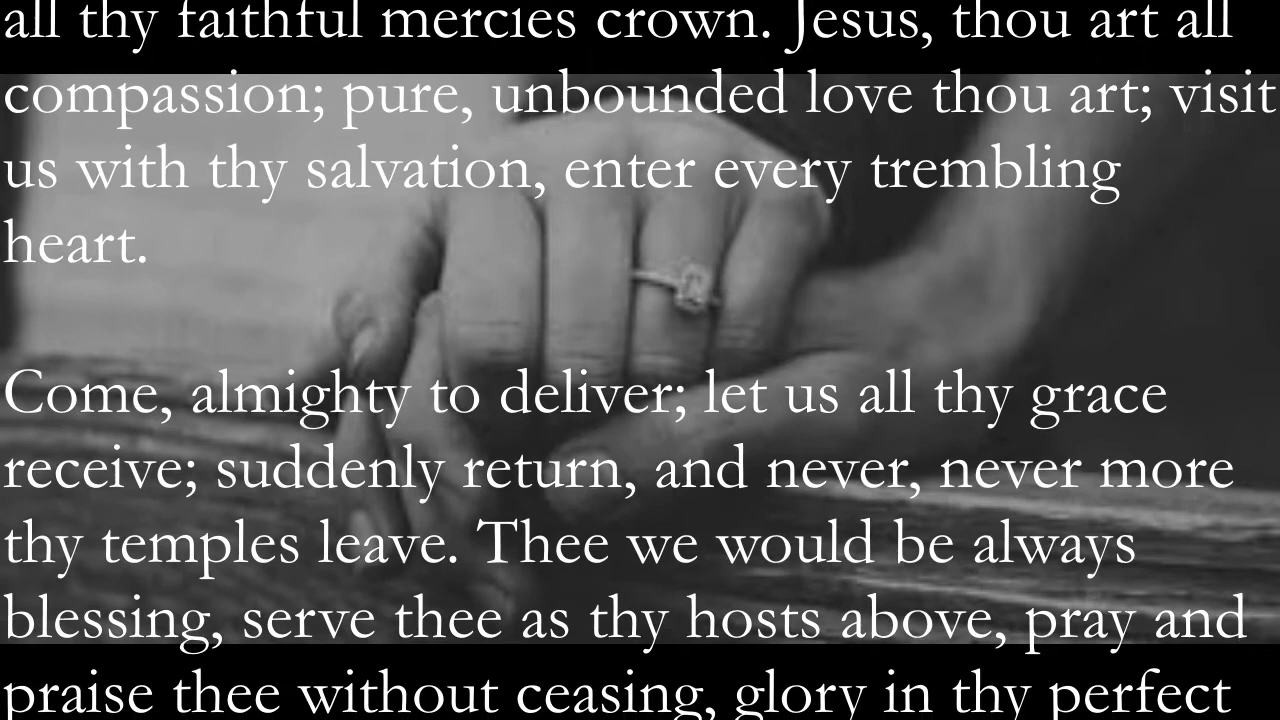 all thy faithful mercies crown. Jesus, thou art all
compassion; pure, unbounded love thou art; visit
us with thy salvation, enter every trembling
heart.
Come, almighty to deliver; let us all thy grace
receive; suddenly return, and never, never more
thy temples leave. Thee we would be always
blessing, serve thee as thy hosts above, pray and
praise thee without ceasing, glory in thy perfect